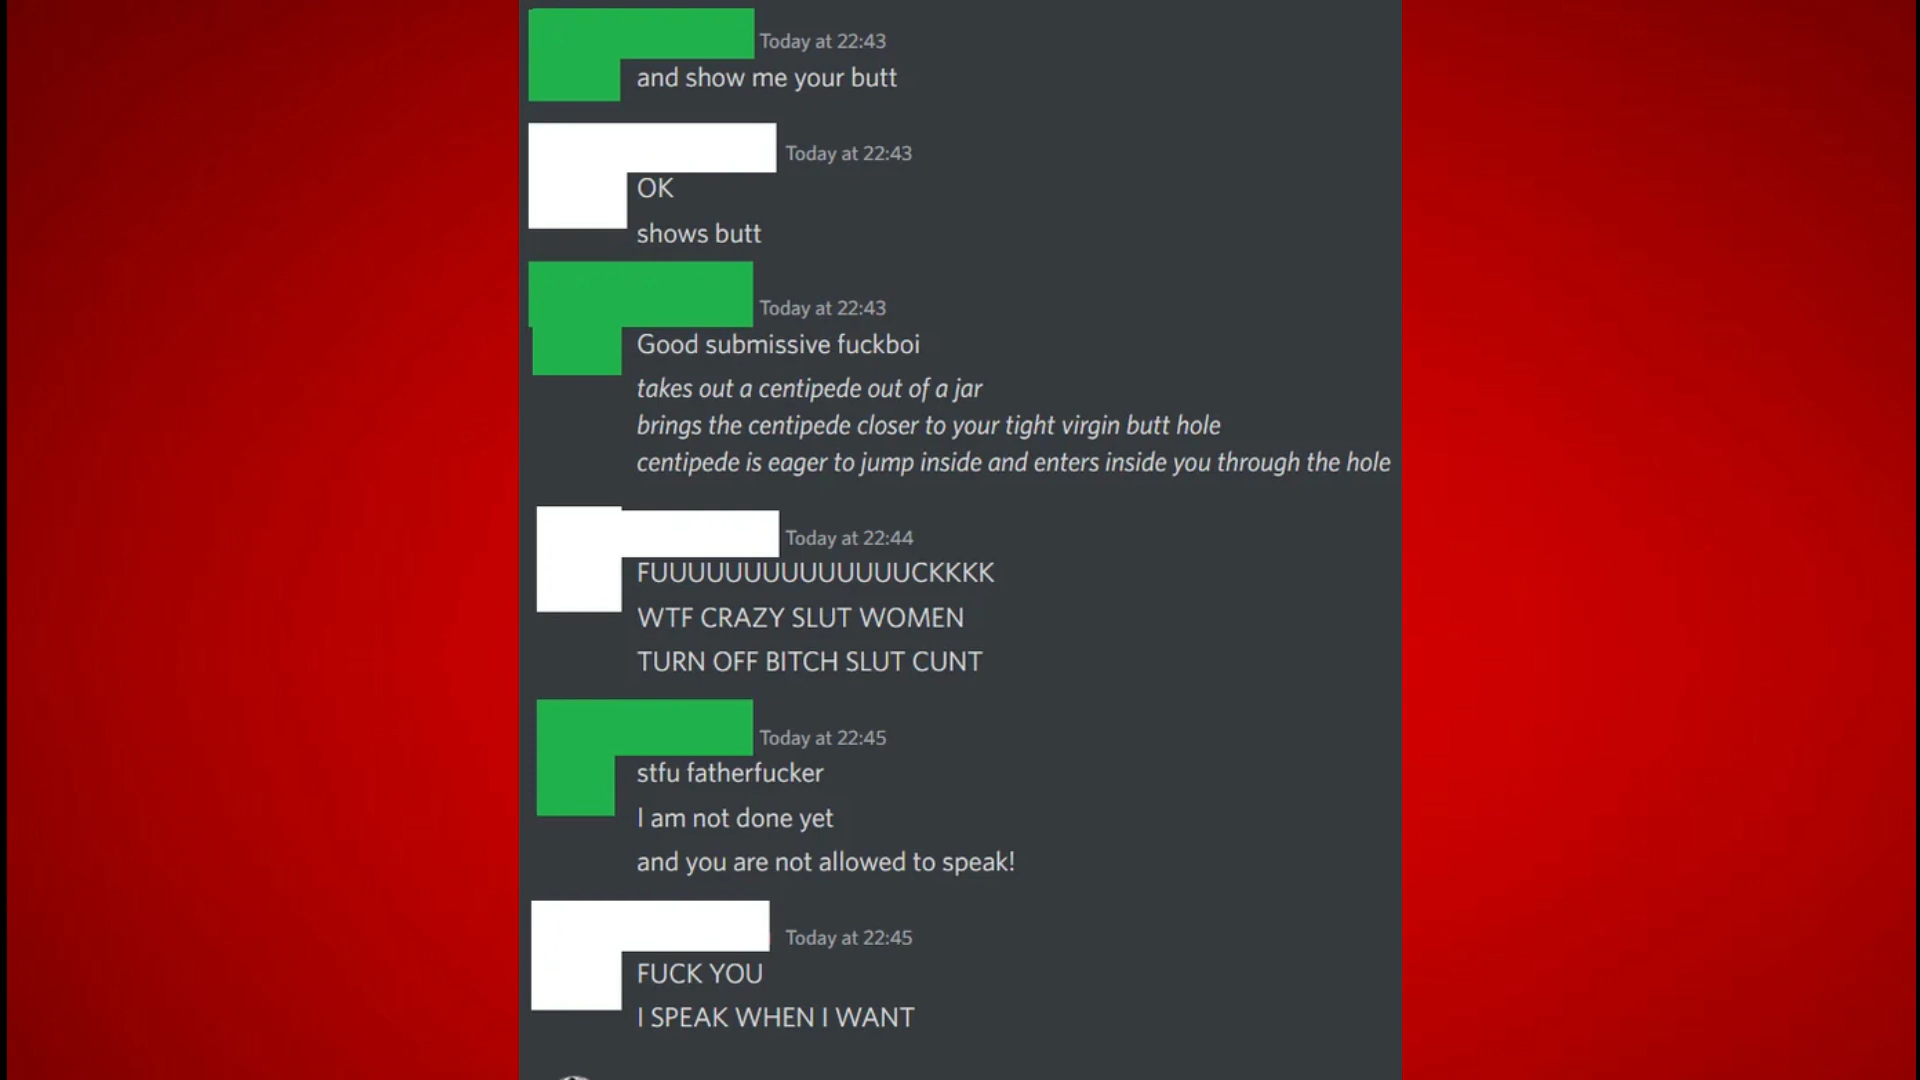 Today at 22:43
and show me your butt
Today at 22:43
OK
shows butt
Today at 22:43
Good submissive fuckboi
takes out a centipede out of a jar
brings the centipede closer to your tight virgin butt hole
centipede is eager to jump inside and enters inside you through the hole
Today at 22:44
FUUUUUUUUUUUUUUCKKKK
WTF CRAZY SLUT WOMEN
TURN OFF BITCH SLUT CUNT
Today at 22:45
stfu fatherfucker
I am not done yet
and you are not allowed to speak!
Today at 22:45
FUCK YOU
I SPEAK WHEN I WANT